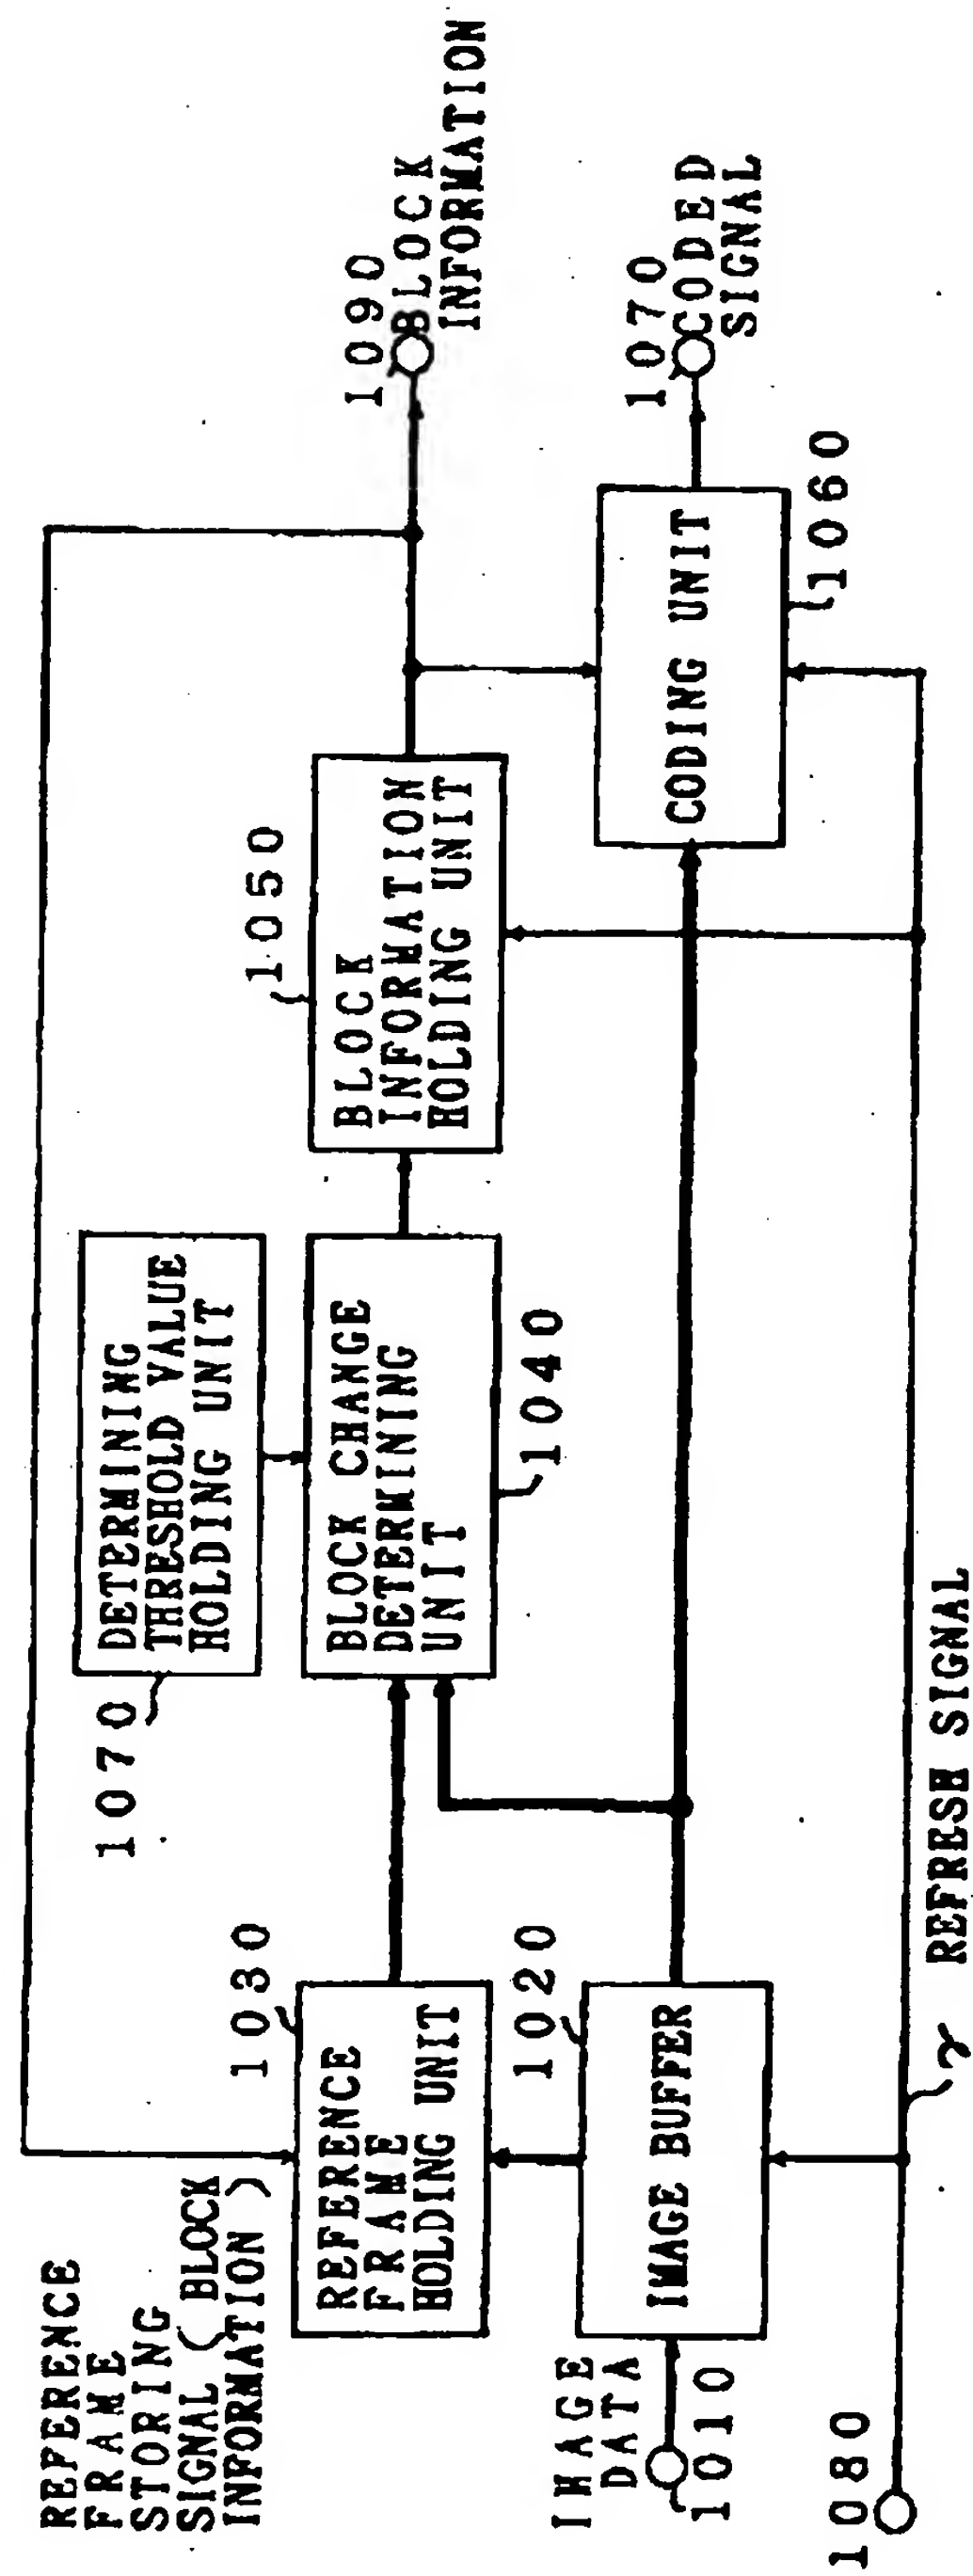 REFERENCE
FRAME
STORING
SIGNAL (BLOCK
INFORMATION)
1070
DETERMINING
THRESHOLD VALUE
HOLDING UNIT
1030
REFERENCE
FRAME
HOLDING UNIT
BLOCK CHANGE
DETERMINING
UNIT
1040
1050
BLOCK
INFORMATION
HOLDING UNIT
1090
BLOCK
INFORMATION
IMAGE
DATA
1010
1020
IMAGE BUFFER
CODING UNIT
1060
1070
CODED
SIGNAL
1080
γ REFRESH SIGNAL